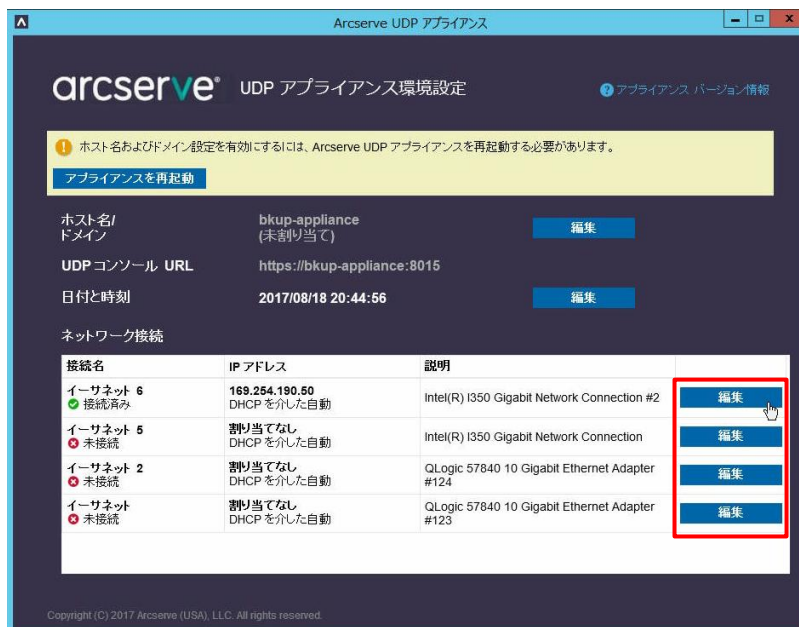 Arcserve UDP アプライアンス
arcserve® UDP アプライアンス環境設定
アプライアンス バージョン情報
ホスト名およびドメイン設定を有効にするには、Arcserve UDP アプライアンスを再起動する必要があります。
アプライアンスを再起動
ホスト名/
ドメイン
bkup-appliance
(未割り当て)
編集
UDP コンソール URL
https://bkup-appliance:8015
日付と時刻
2017/08/18 20:44:56
編集
ネットワーク接続
接続名 IP アドレス 説明
イーサネット 6
接続済み
169.254.190.50
DHCP を介した自動
Intel(R) I350 Gigabit Network Connection #2
編集
イーサネット 5
未接続
割り当てなし
DHCP を介した自動
Intel(R) I350 Gigabit Network Connection
編集
イーサネット 2
未接続
割り当てなし
DHCP を介した自動
QLogic 57840 10 Gigabit Ethernet Adapter
#124
編集
イーサネット
未接続
割り当てなし
DHCP を介した自動
QLogic 57840 10 Gigabit Ethernet Adapter
#123
編集
Copyright (C) 2017 Arcserve (USA), LLC. All rights reserved.